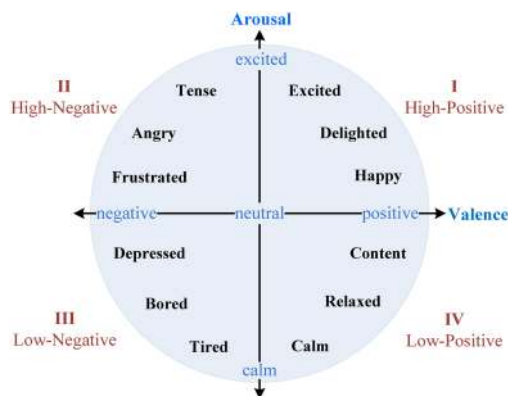 Arousal
excited
II
High-Negative
Tense
Excited
I
High-Positive
Angry
Delighted
Frustrated
Happy
negative
neutral
positive
Valence
Depressed
Content
Bored
Relaxed
III
Low-Negative
IV
Low-Positive
Tired
Calm
calm